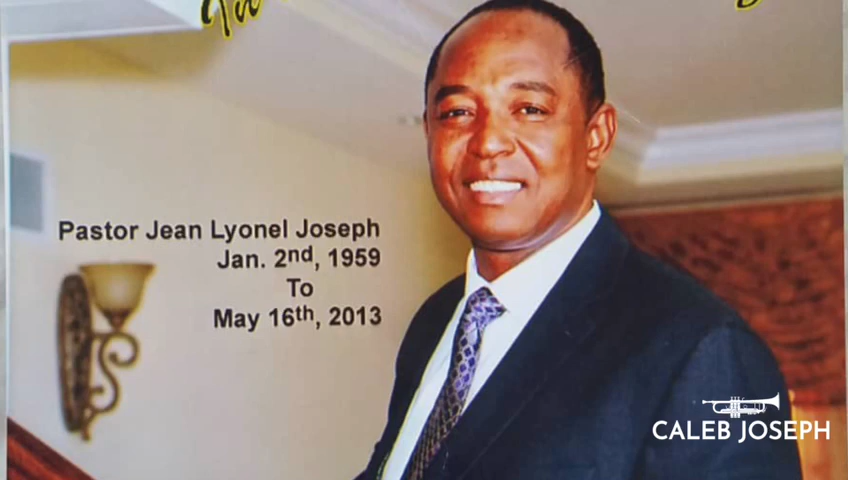 Pastor Jean Lyonel Joseph
Jan. 2nd, 1959
To
May 16th, 2013
CALEB JOSEPH